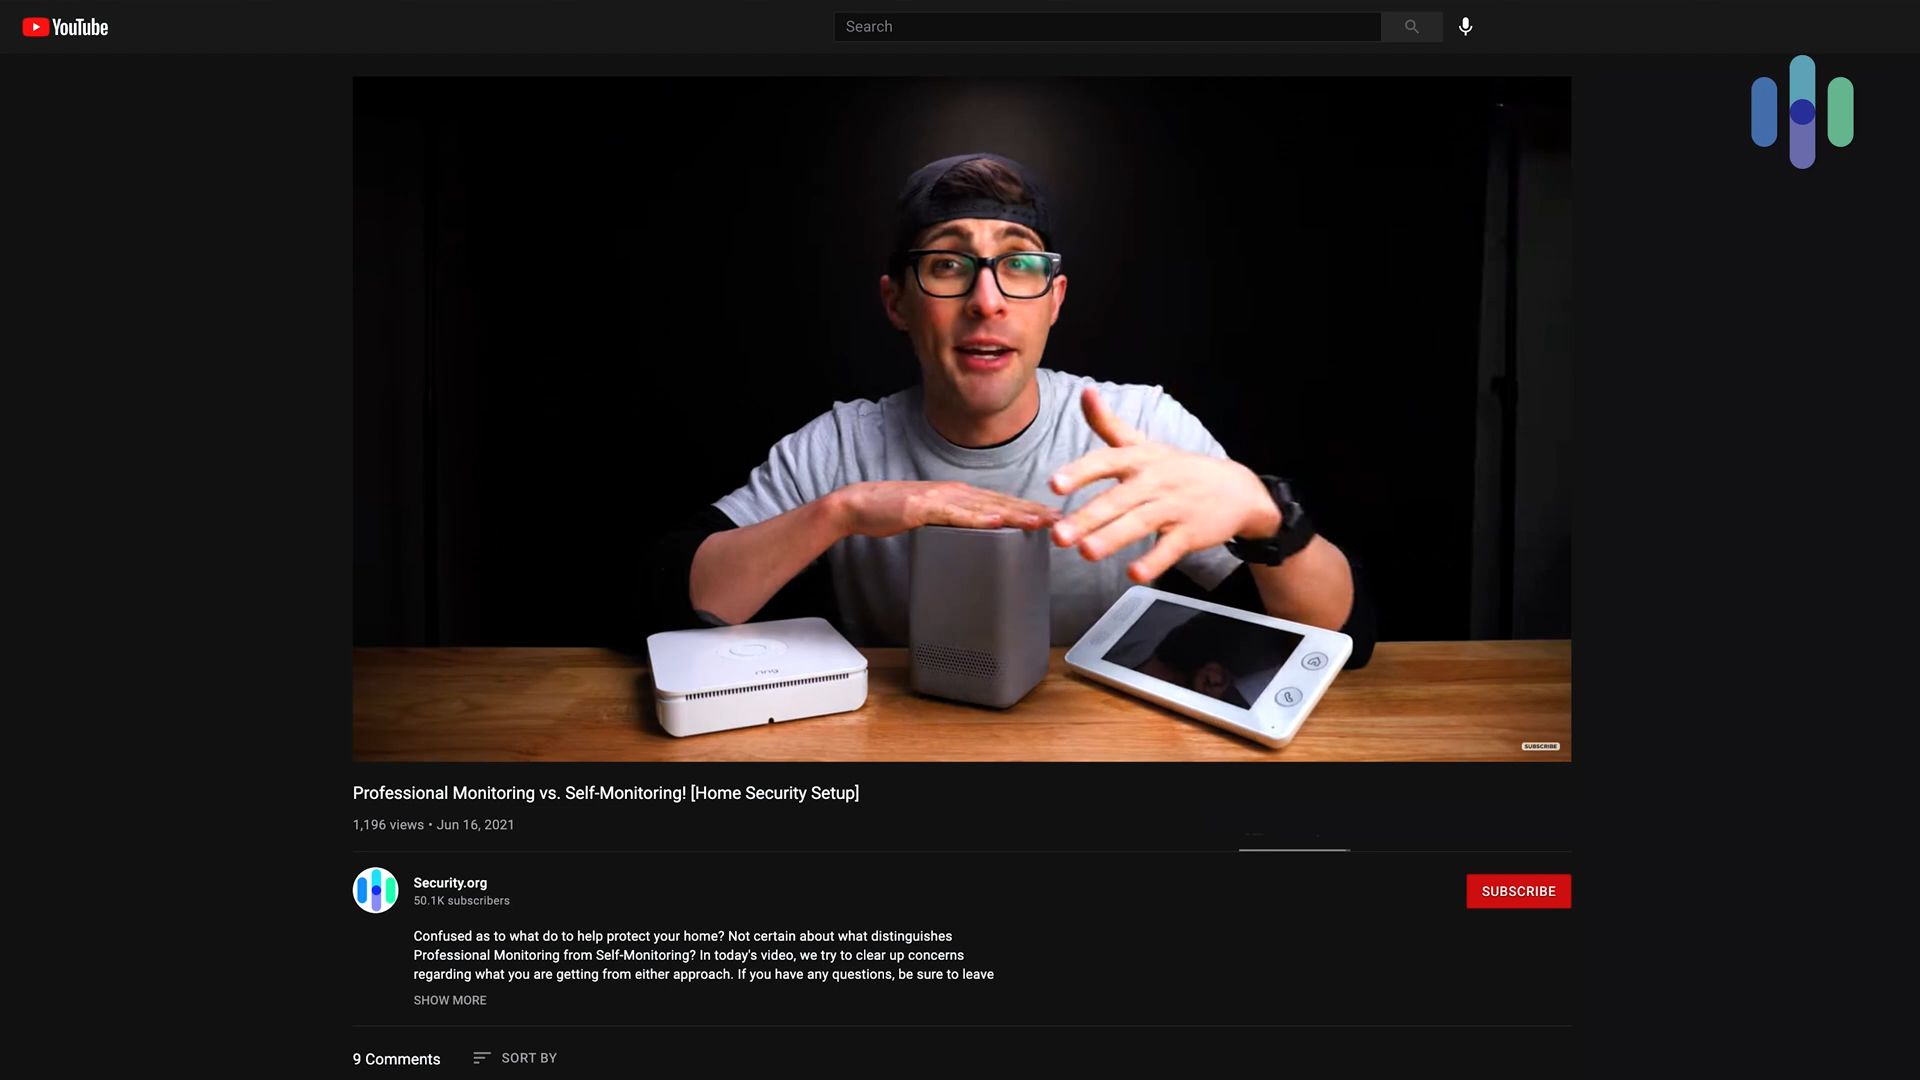 YouTube
Search
ring
SUBSCRIBE
Professional Monitoring vs. Self-Monitoring! [Home Security Setup]
1,196 views • Jun 16, 2021
Security.org
50.1K subscribers
SUBSCRIBE
Confused as to what do to help protect your home? Not certain about what distinguishes
Professional Monitoring from Self-Monitoring? In today's video, we try to clear up concerns
regarding what you are getting from either approach. If you have any questions, be sure to leave
SHOW MORE
9 Comments
SORT BY